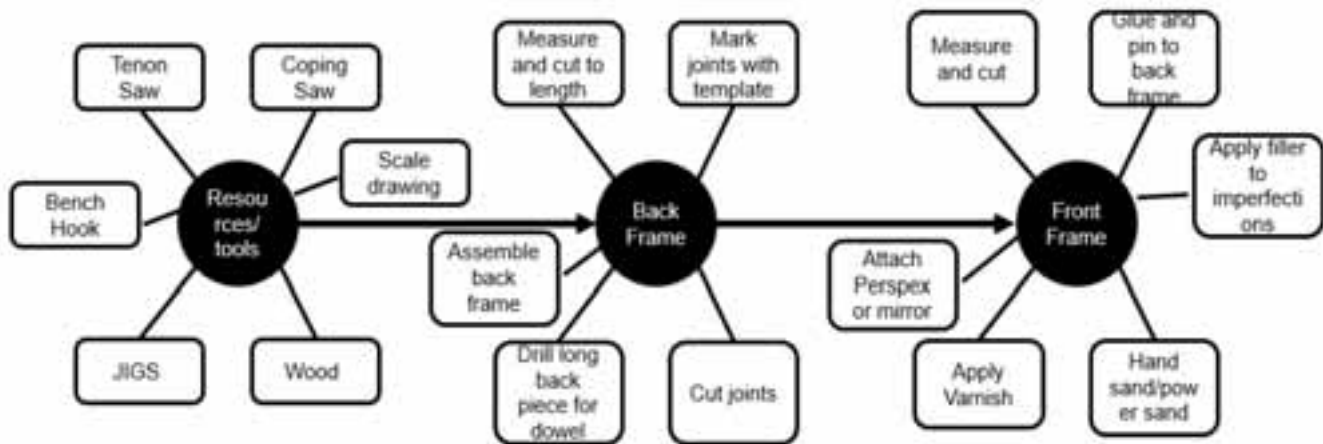 Tenon
Saw
Coping
Saw
Scale
drawing
Bench
Hook
Resou
rces/
tools
JIGS
Wood
Measure
and cut to
length
Mark
joints with
template
Back
Frame
Assemble
back
frame
Drill long
back
piece for
dowel
Cut joints
Measure
and cut
Glue and
pin to
back
frame
Apply filler
to
imperfecti
ons
Front
Frame
Attach
Perspex
or mirror
Apply
Varnish
Hand
sand/pow
er sand